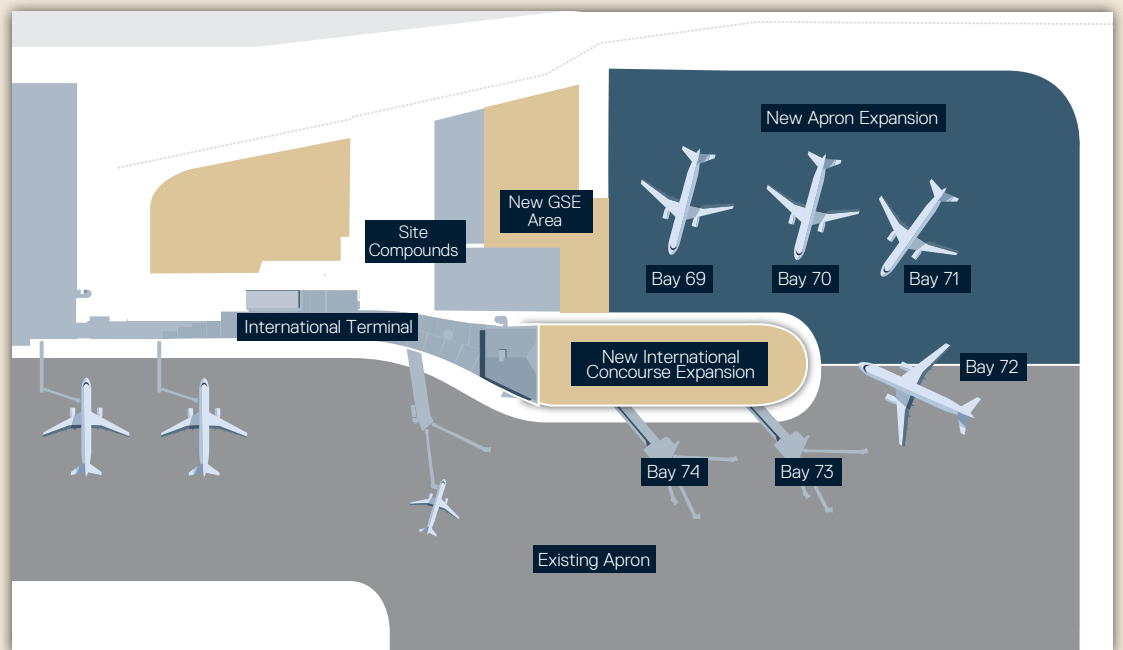 New Apron Expansion
New GSE
Area
Site
Compounds
Bay 69
Bay 70
Bay 71
International Terminal
New International
Concourse Expansion
Bay 72
Bay 74
Bay 73
Existing Apron